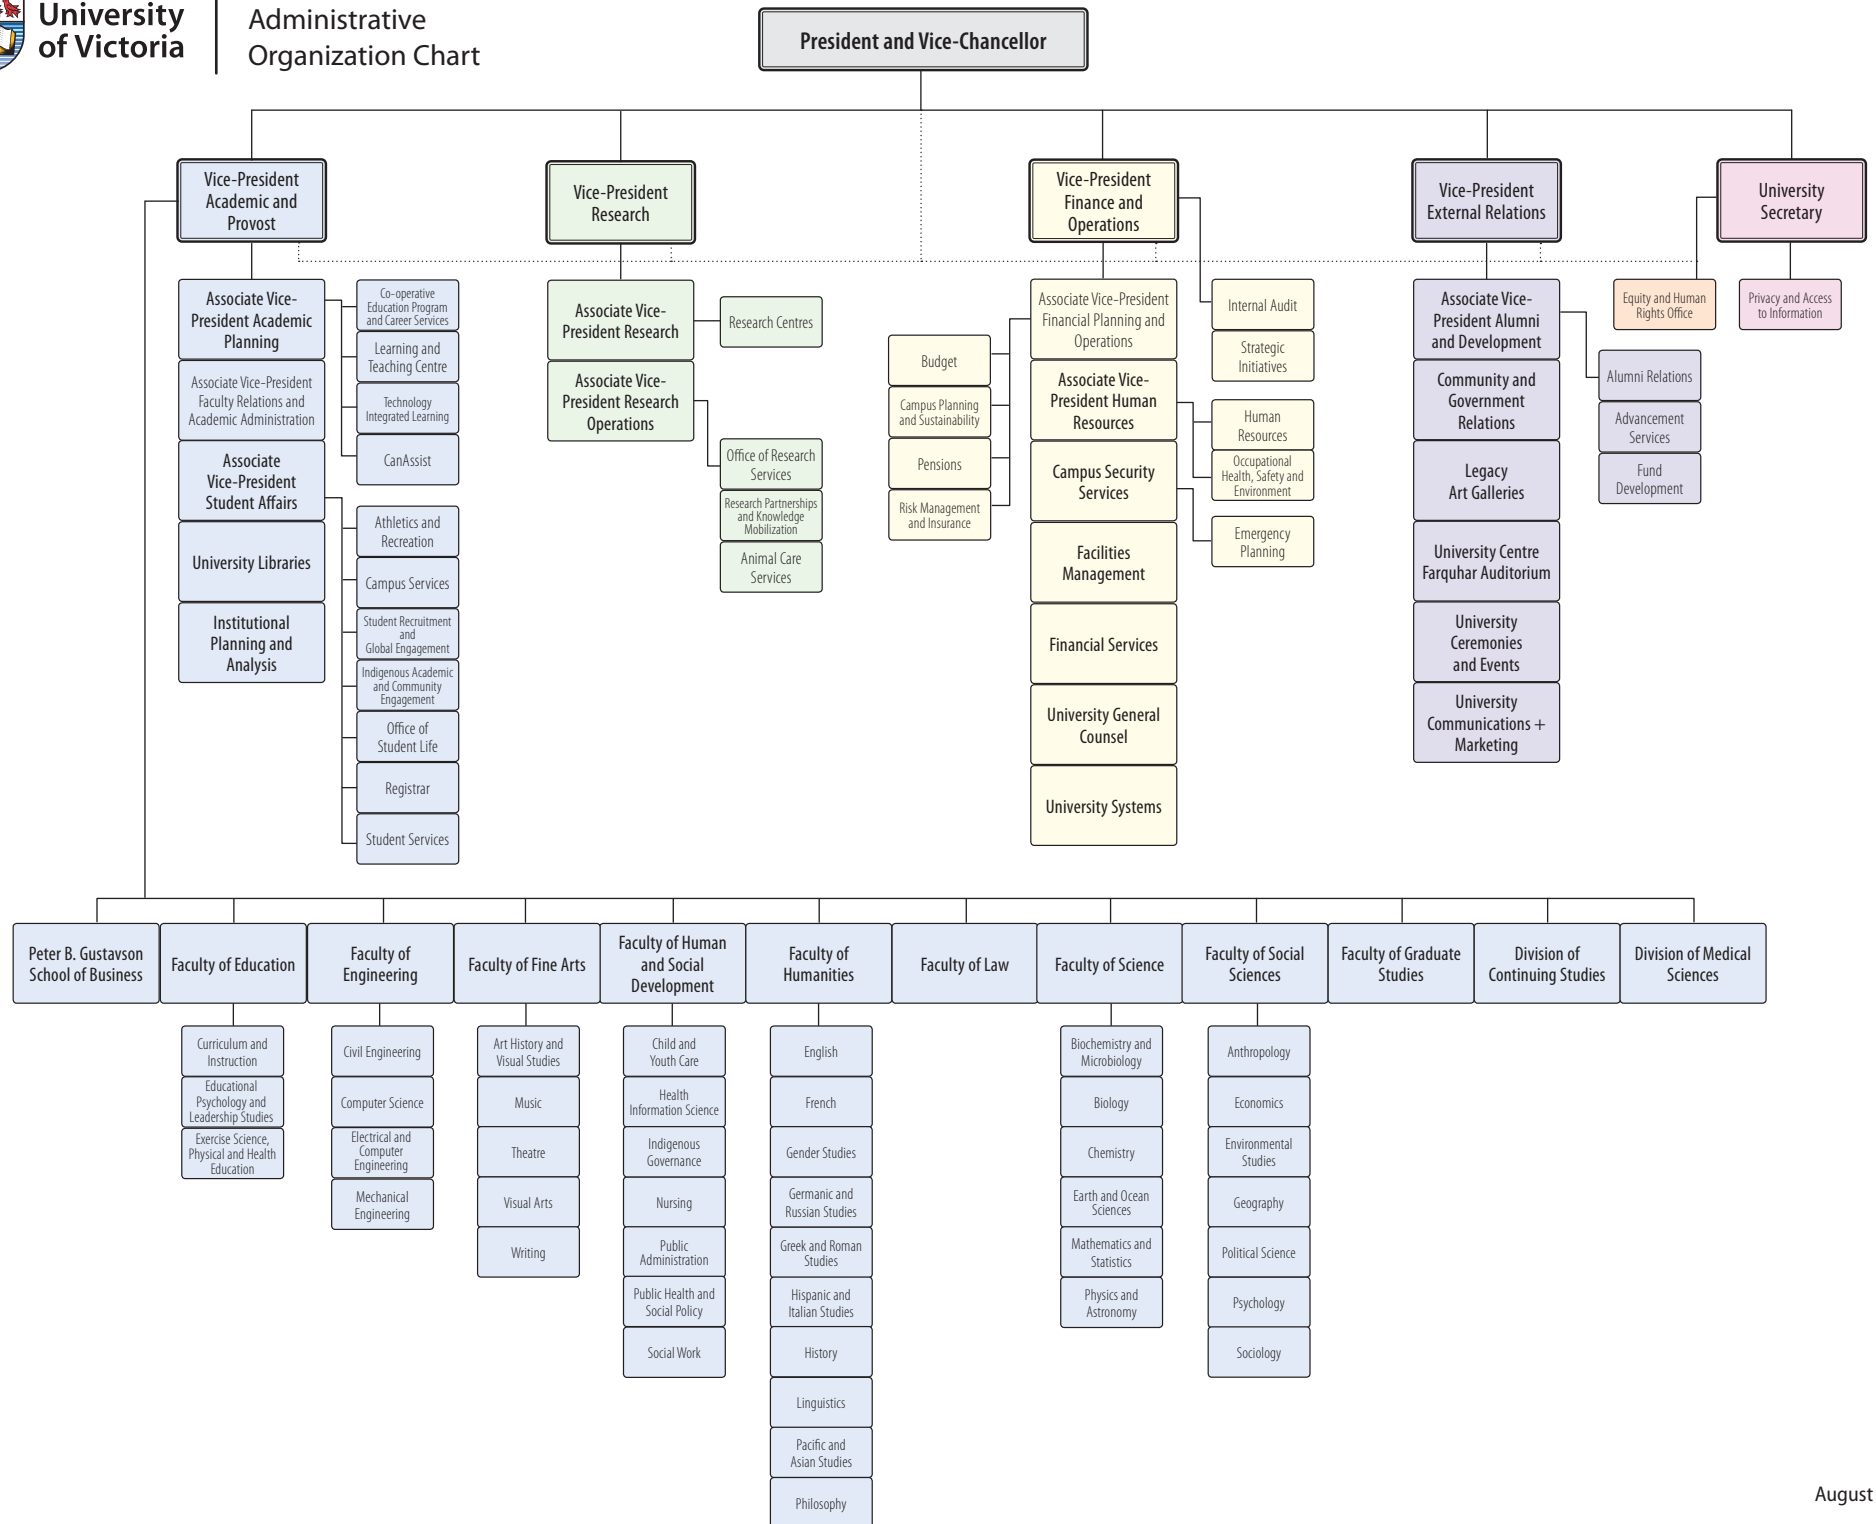 University
of Victoria
Administrative
Organization Chart
President and Vice-Chancellor
Vice-President
Academic and
Provost
Vice-President
Research
Vice-President
Finance and
Operations
Vice-President
External Relations
University
Secretary
Associate Vice-
President Academic
Planning
Associate Vice-President
Faculty Relations and
Academic Administration
Associate
Vice-President
Student Affairs
University Libraries
Institutional
Planning and
Analysis
Co-operative
Education Program
and Career Services
Learning and
Teaching Centre
Technology
Integrated Learning
CanAssist
Athletics and
Recreation
Campus Services
Student Recruitment
and
Global Engagement
Indigenous Academic
and Community
Engagement
Office of
Student Life
Registrar
Student Services
Associate Vice-
President Research
Associate Vice-
President Research
Operations
Research Centres
Office of Research
Services
Research Partnerships
and Knowledge
Mobilization
Animal Care
Services
Budget
Campus Planning
and Sustainability
Pensions
Risk Management
and Insurance
Associate Vice-President
Financial Planning and
Operations
Associate Vice-
President Human
Resources
Campus Security
Services
Facilities
Management
Financial Services
University General
Counsel
University Systems
Internal Audit
Strategic
Initiatives
Human
Resources
Occupational
Health, Safety and
Environment
Emergency
Planning
Associate Vice-
President Alumni
and Development
Community and
Government
Relations
Legacy
Art Galleries
University Centre
Farquhar Auditorium
University
Ceremonies
and Events
University
Communications +
Marketing
Equity and Human
Rights Office
Privacy and Access
to Information
Alumni Relations
Advancement
Services
Fund
Development
Peter B. Gustavson
School of Business
Faculty of Education
Faculty of
Engineering
Faculty of Fine Arts
Faculty of Human
and Social
Development
Faculty of
Humanities
Faculty of Law
Faculty of Science
Faculty of Social
Sciences
Faculty of Graduate
Studies
Division of
Continuing Studies
Division of Medical
Sciences
Curriculum and
Instruction
Educational
Psychology and
Leadership Studies
Exercise Science,
Physical and Health
Education
Civil Engineering
Computer Science
Electrical and
Computer
Engineering
Mechanical
Engineering
Art History and
Visual Studies
Music
Theatre
Visual Arts
Writing
Child and
Youth Care
Health
Information Science
Indigenous
Governance
Nursing
Public
Administration
Public Health and
Social Policy
Social Work
English
French
Gender Studies
Germanic and
Russian Studies
Greek and Roman
Studies
Hispanic and
Italian Studies
History
Linguistics
Pacific and
Asian Studies
Philosophy
Biochemistry and
Microbiology
Biology
Chemistry
Earth and Ocean
Sciences
Mathematics and
Statistics
Physics and
Astronomy
Anthropology
Economics
Environmental
Studies
Geography
Political Science
Psychology
Sociology
August